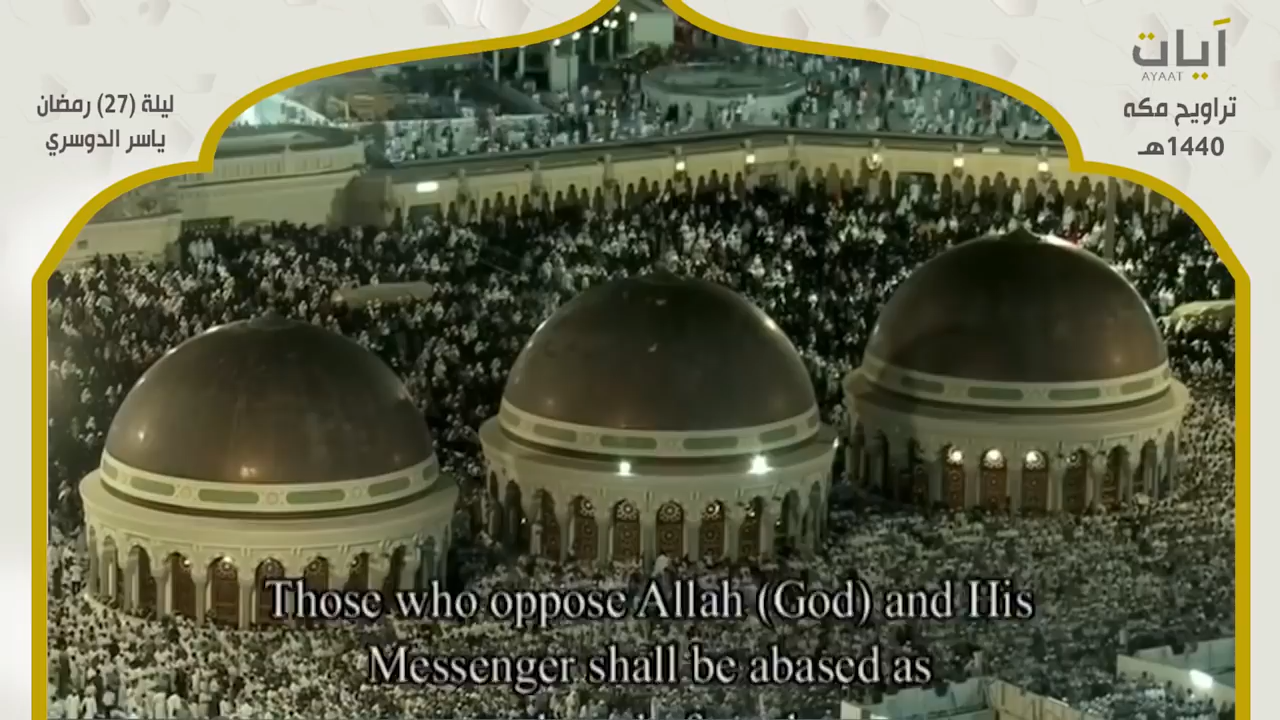 آيات
AYAAT
تراويح مكه
1440هـ
ليلة (27) رمضان
ياسر الدوسري
Those who oppose Allah (God) and His
Messenger shall be abased as